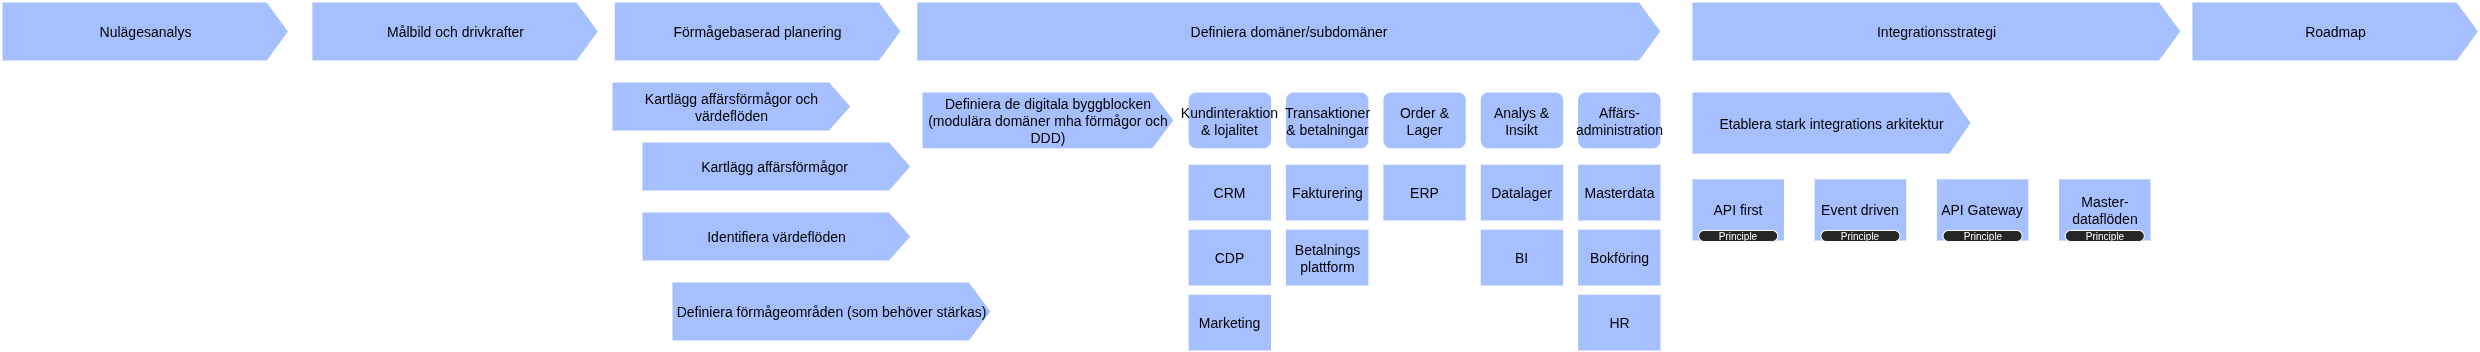 Nulägesanalys
Målbild och drivkrafter
Förmågebaserad planering
Definiera domäner/subdomäner
Integrationsstrategi
Roadmap
Kartlägg affärsförmågor och
värdeflöden
Kartlägg affärsförmågor
Identifiera värdeflöden
Definiera förmågeområden (som behöver stärkas)
Definiera de digitala byggblocken
(modulära domäner mha förmågor och
DDD)
Kundinteraktion
& lojalitet
CRM
CDP
Marketing
Transaktioner
& betalningar
Fakturering
Betalnings
plattform
Order &
Lager
ERP
Analys &
Insikt
Datalager
BI
Affärs-
administration
Masterdata
Bokföring
HR
Etablera stark integrations arkitektur
API first
Principle
Event driven
Principle
API Gateway
Principle
Master-
dataflöden
Principle